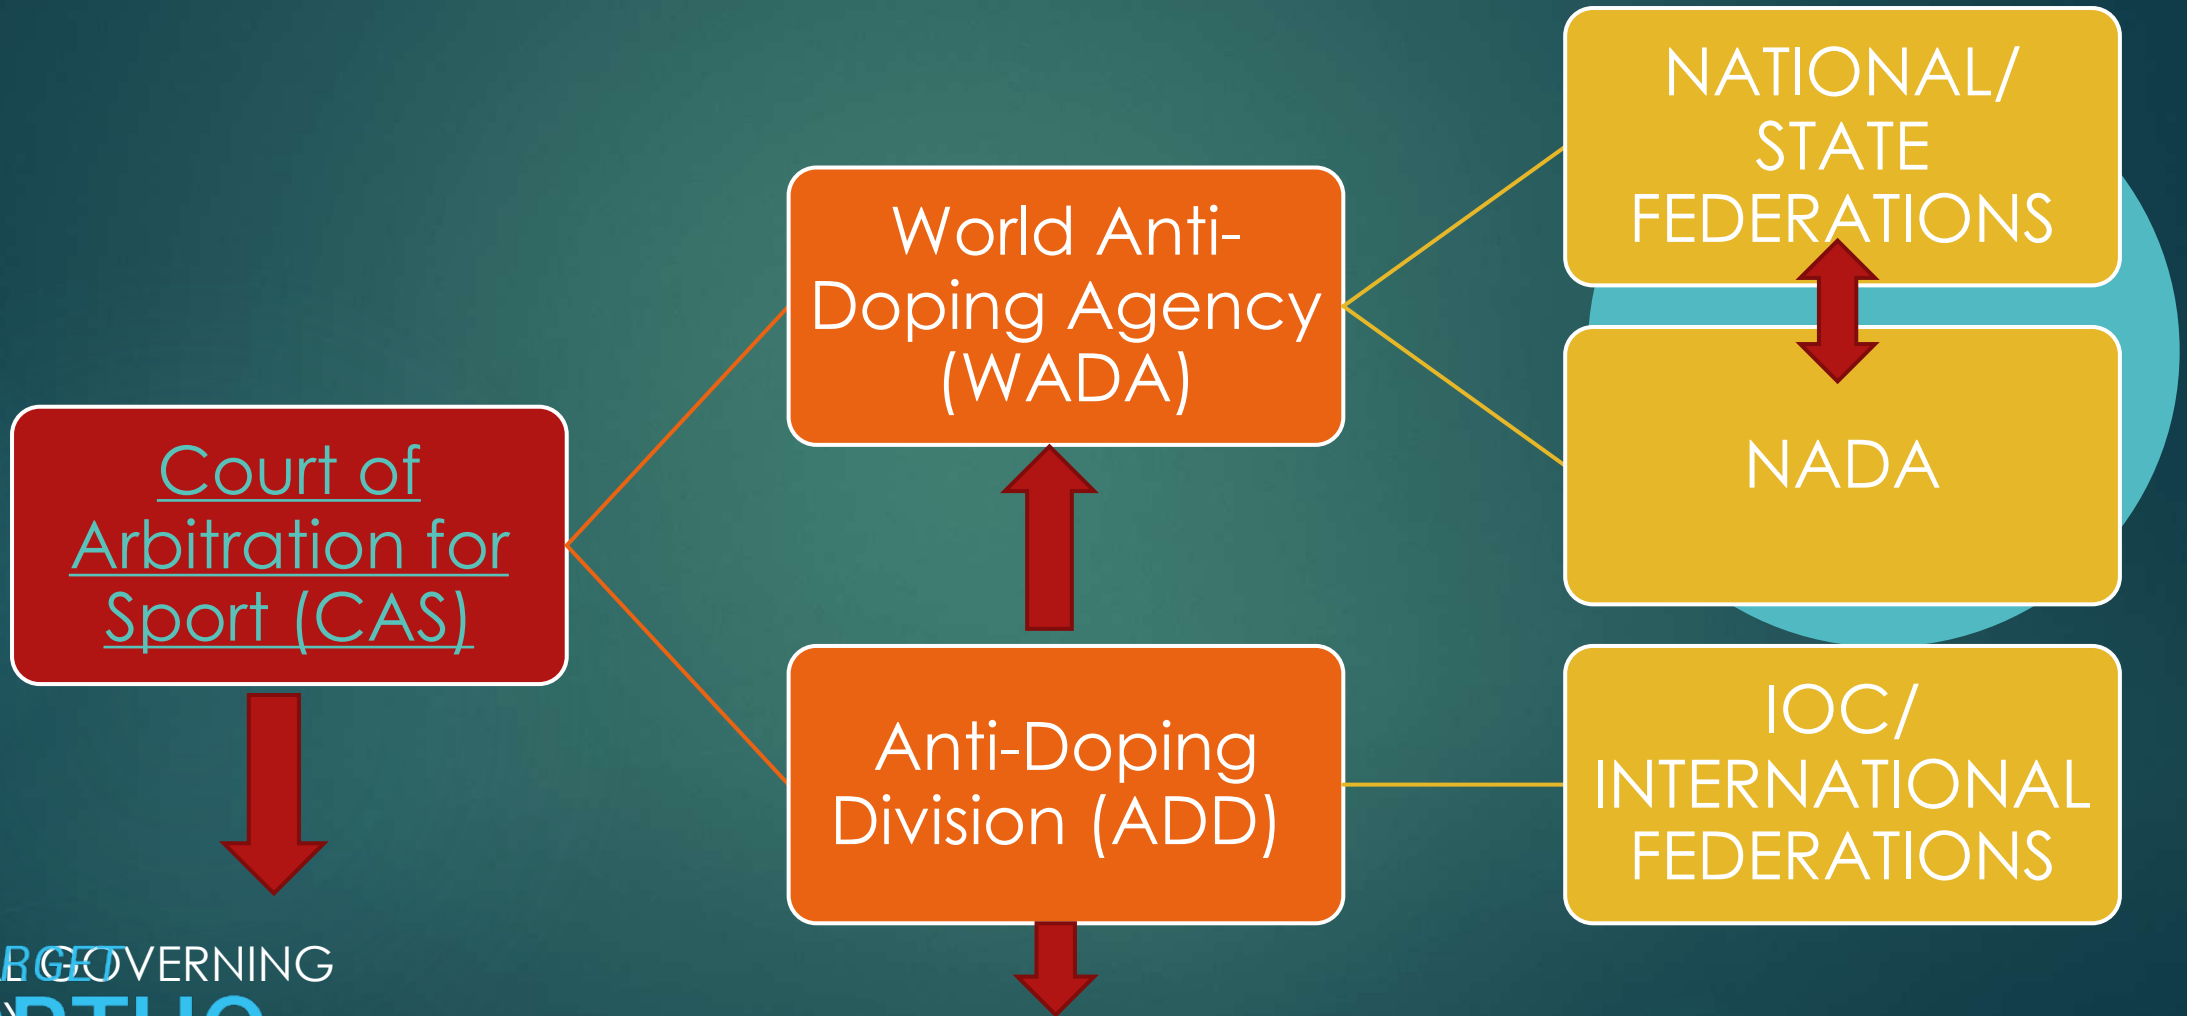 NATIONAL/
STATE
FEDERATIONS
World Anti-
Doping Agency
(WADA)
NADA
Court of
Arbitration for
Sport (CAS)
Anti-Doping
Division (ADD)
IOC/
INTERNATIONAL
FEDERATIONS
GOVERNING